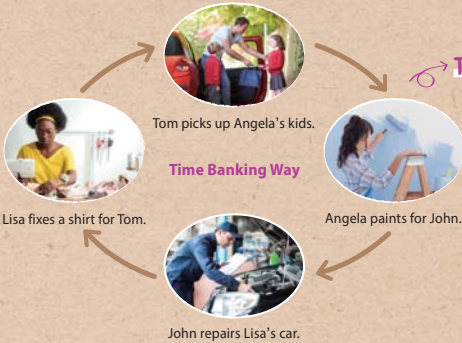 Tom picks up Angela's kids.
Time Banking Way
Lisa fixes a shirt for Tom.
Angela paints for John.
John repairs Lisa's car.